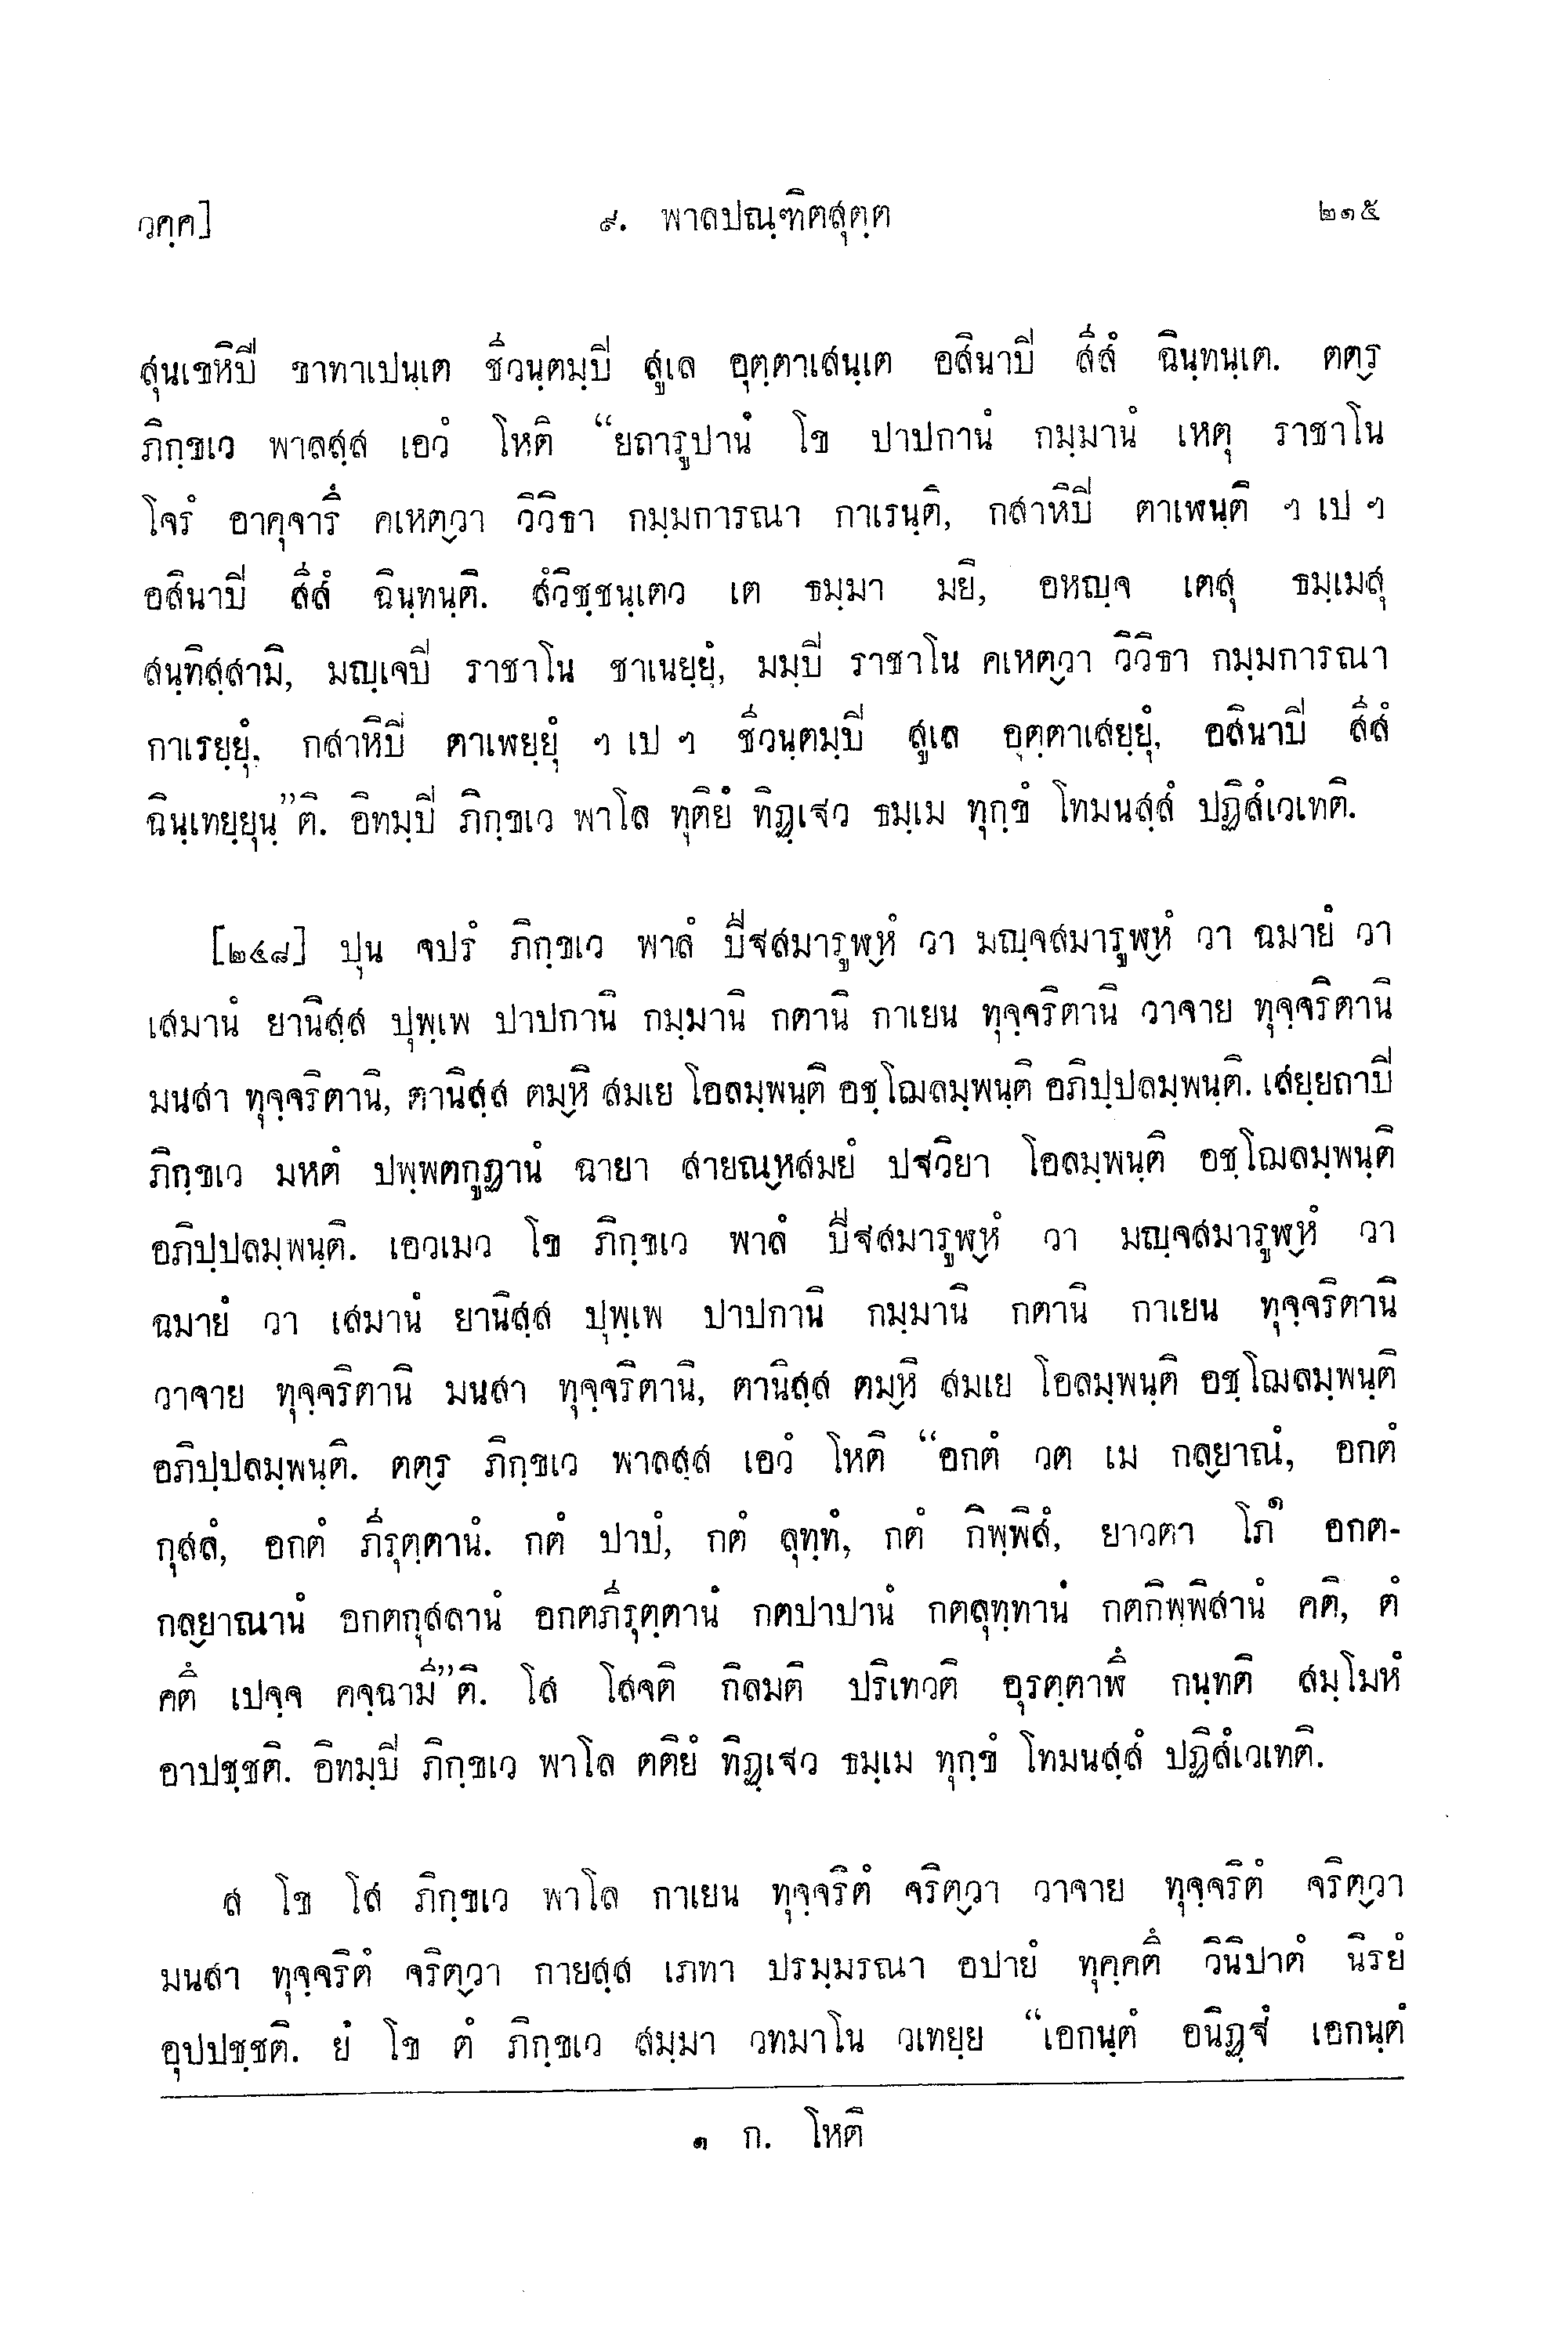 วคฺค]
๙. พาลปณฺฑิตสุตฺต
๒๑๕
สุนเขหิปิ ขาทาเปนฺเต ชีวนฺตมฺปิ สูเล อุตฺตาเสนฺเต อสินาปิ สีสํ ฉินฺทนฺเต. ตตฺร
ภิกฺขเว พาลสฺส เอวํ โหติ “ยถารูปานํ โข ปาปกานํ กมฺมานํ เหตุ ราชาโน
โจรํ อาคุจารึ คเหตฺวา วิวิธา กมฺมการณา กาเรนฺติ, กสาหิปิ ตาเฬนฺติ ฯ เป ฯ
อสินาปิ สีสํ ฉินฺทนฺติ. สํวิชฺชนฺเตว เต ธมฺมา มยิ, อหญฺจ เตสุ ธมฺเมสุ
สนฺทิสฺสามิ, มญฺเจปิ ราชาโน ชาเนยฺยุํ, มมฺปิ ราชาโน คเหตฺวา วิวิธา กมฺมการณา
กาเรยฺยุํ, กสาหิปิ ตาเฬยฺยุํ ฯ เป ฯ ชีวนฺตมฺปิ สูเล อุตฺตาเสยฺยุํ, อสินาปิ สีสํ
ฉินฺเทยฺยุนฺ”ติ. อิทมฺปิ ภิกฺขเว พาโล ทุติยํ ทิฏฺเฐว ธมฺเม ทุกฺขํ โทมนสฺสํ ปฏิสํเวเทติ.
[๒๔๘] ปุน จปรํ ภิกฺขเว พาลํ ปีฐสมารูฬฺหํ วา มญฺจสมารูฬฺหํ วา ฉมายํ วา
เสมานํ ยานิสฺส ปุพฺเพ ปาปกานิ กมฺมานิ กตานิ กาเยน ทุจฺจริตานิ วาจาย ทุจฺจริตานิ
มนสา ทุจฺจริตานิ, ตานิสฺส ตมฺหิ สมเย โอลมฺพนฺติ อชฺโฌลมฺพนฺติ อภิปฺปลมฺพนฺติ. เสยฺยถาปิ
ภิกฺขเว มหตํ ปพฺพตกูฏานํ ฉายา สายณฺหสมยํ ปฐวิยา โอลมฺพนฺติ อชฺโฌลมฺพนฺติ
อภิปฺปลมฺพนฺติ. เอวเมว โข ภิกฺขเว พาลํ ปีฐสมารูฬฺหํ วา มญฺจสมารูฬฺหํ วา
ฉมายํ วา เสมานํ ยานิสฺส ปุพฺเพ ปาปกานิ กมฺมานิ กตานิ กาเยน ทุจฺจริตานิ
วาจาย ทุจฺจริตานิ มนสา ทุจฺจริตานิ, ตานิสฺส ตมฺหิ สมเย โอลมฺพนฺติ อชฺโฌลมฺพนฺติ
อภิปฺปลมฺพนฺติ. ตตฺร ภิกฺขเว พาลสฺส เอวํ โหติ “อกตํ วต เม กลฺยาณํ, อกตํ
กุสลํ, อกตํ ภีรุตฺตานํ. กตํ ปาปํ, กตํ ลุทฺทํ, กตํ กิพฺพิสํ, ยาวตา โภ๑ อกต-
กลฺยาณานํ อกตกุสลานํ อกตภีรุตฺตานํ กตปาปานํ กตลุทฺทานํ กตกิพฺพิสานํ คติ, ตํ
คตึ เปจฺจ คจฺฉามี”ติ. โส โสจติ กิลมติ ปริเทวติ อุรตฺตาฬึ กนฺทติ สมฺโมหํ
อาปชฺชติ. อิทมฺปิ ภิกฺขเว พาโล ตติยํ ทิฏฺเฐว ธมฺเม ทุกฺขํ โทมนสฺสํ ปฏิสํเวเทติ.
ส โข โส ภิกฺขเว พาโล กาเยน ทุจฺจริตํ จริตฺวา วาจาย ทุจฺจริตํ จริตฺวา
มนสา ทุจฺจริตํ จริตฺวา กายสฺส เภทา ปรมฺมรณา อปายํ ทุคฺคตึ วินิปาตํ นิรยํ
อุปปชฺชติ. ยํ โข ตํ ภิกฺขเว สมฺมา วทมาโน วเทยฺย “เอกนฺตํ อนิฏฺฐํ เอกนฺตํ
๑ ก. โหติ